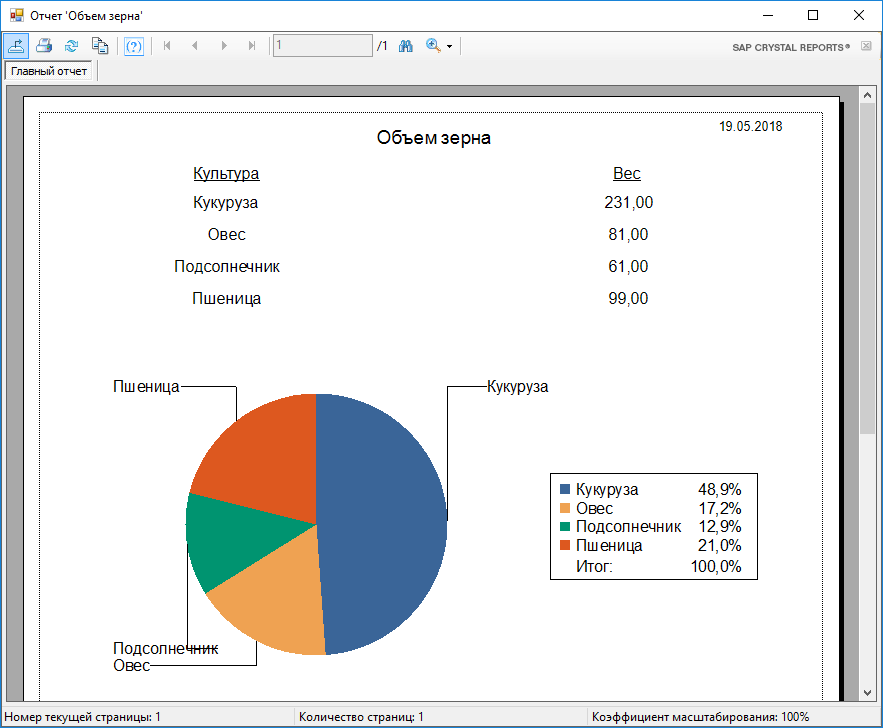 Отчет 'Объем зерна'
1 /1 SAP CRYSTAL REPORTS®
Главный отчет
19.05.2018
Объем зерна
Культура Вес
Кукуруза 231,00
Овес 81,00
Подсолнечник 61,00
Пшеница 99,00
Пшеница Кукуруза
Кукуруза 48,9%
Овес 17,2%
Подсолнечник 12,9%
Пшеница 21,0%
Итог: 100,0%
Подсолнечник
Овес
Номер текущей страницы: 1 Количество страниц: 1 Коэффициент масштабирования: 100%